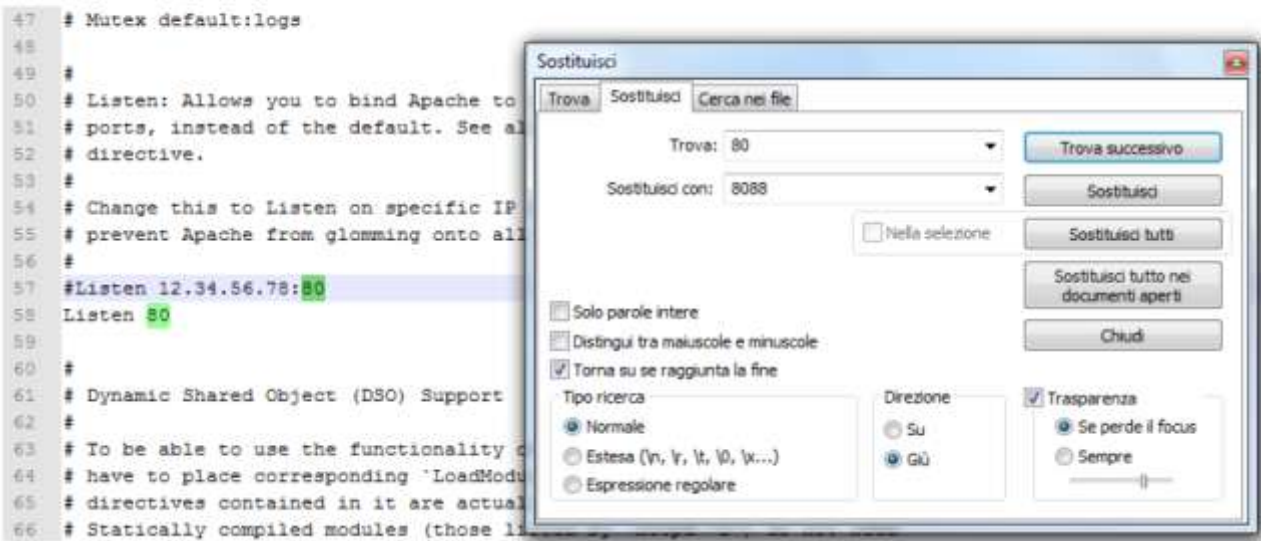 47 # Mutex default:logs
48
49 #
50 # Listen: Allows you to bind Apache to
51 # ports, instead of the default. See al
52 # directive.
53 #
54 # Change this to Listen on specific IP
55 # prevent Apache from glomming onto all
56 #
57 #Listen 12.34.56.78:80
58 Listen 80
59
60 #
61 # Dynamic Shared Object (DSO) Support
62 #
63 # To be able to use the functionality
64 # have to place corresponding `LoadModu
65 # directives contained in it are actual
66 # Statically compiled modules (those
Sostituisci
Trova Sostituisci Cerca nei file
Trova: 80
Trova successivo
Sostituisci con: 8088
Sostituisci
Nella selezione
Sostituisci tutti
Sostituisci tutto nei
documenti aperti
Chiudi
Solo parole intere
Distingui tra maiuscole e minuscole
Torna su se raggiunta la fine
Tipo ricerca
Normale
Estesa (\n, \r, \t, \0, \x...)
Espressione regolare
Direzione
Su
Giù
Trasparenza
Se perde il focus
Sempre